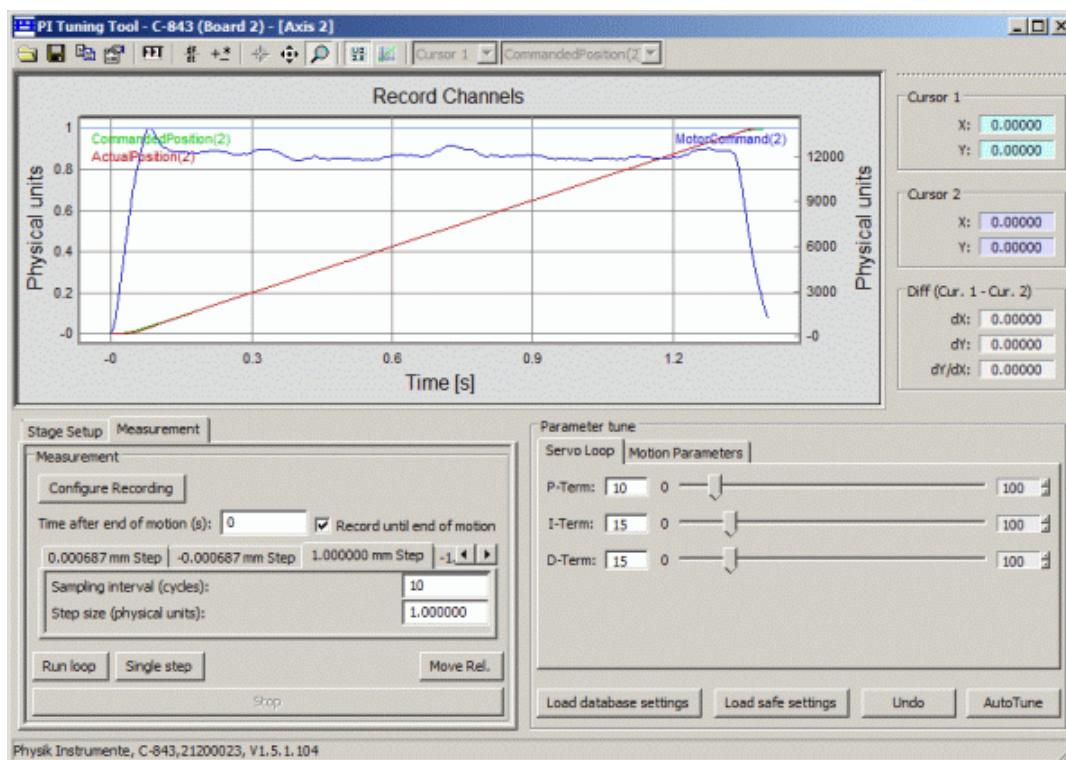 PI Tuning Tool - C-843 (Board 2) - [Axis 2]
FFT
Cursor 1
CommandedPosition(2
Record Channels
CommandedPosition(2)
ActualPosition(2)
MotorCommand(2)
Physical units
1
0.8
0.6
0.4
0.2
-0
12000
9000
6000
3000
-0
Physical units
-0 0.3 0.6 0.9 1.2
Time [s]
Cursor 1
X: 0.00000
Y: 0.00000
Cursor 2
X: 0.00000
Y: 0.00000
Diff (Cur. 1 - Cur. 2)
dX: 0.00000
dY: 0.00000
dY/dX: 0.00000
Stage Setup Measurement
Measurement
Configure Recording
Time after end of motion (s): 0 Record until end of motion
0.000687 mm Step -0.000687 mm Step 1.000000 mm Step -1.
Sampling interval (cycles): 10
Step size (physical units): 1.000000
Run loop Single step Move Rel.
Stop
Parameter tune
Servo Loop Motion Parameters
P-Term: 10 0 100
I-Term: 15 0 100
D-Term: 15 0 100
Load database settings Load safe settings Undo AutoTune
Physik Instrumente, C-843,21200023, V1.5.1.104